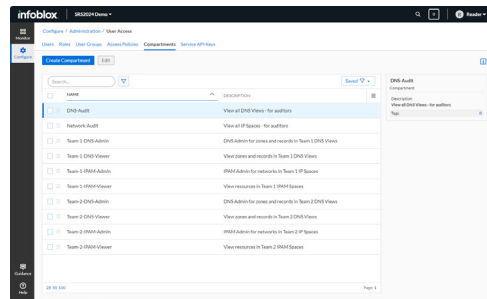 infoblox. SRS2024 Demo
Reader
Monitor
Configure
Configure / Administration / User Access
Users Roles User Groups Access Policies Compartments Service API Keys
Create Compartment Edit
Search... Saved
NAME DESCRIPTION
DNS-Audit View all DNS Views - for auditors
Network-Audit View all IP Spaces - for auditors
Team-1-DNS-Admin DNS Admin for zones and records in Team 1 DNS Views
Team-1-DNS-Viewer View zones and records in Team 1 DNS Views
Team-1-IPAM-Admin IPAM Admin for networks in Team 1 IP Spaces
Team-1-IPAM-Viewer View resources in Team 1 IPAM Spaces
Team-2-DNS-Admin DNS Admin for zones and records in Team 2 DNS Views
Team-2-DNS-Viewer View zones and records in Team 2 DNS Views
Team-2-IPAM-Admin IPAM Admin for networks in Team 2 IP Spaces
Team-2-IPAM-Viewer View resources in Team 2 IPAM Spaces
DNS-Audit
Compartment
Description:
View all DNS Views - for auditors
Tags
Guidance
Help
25 50 100 Page 1